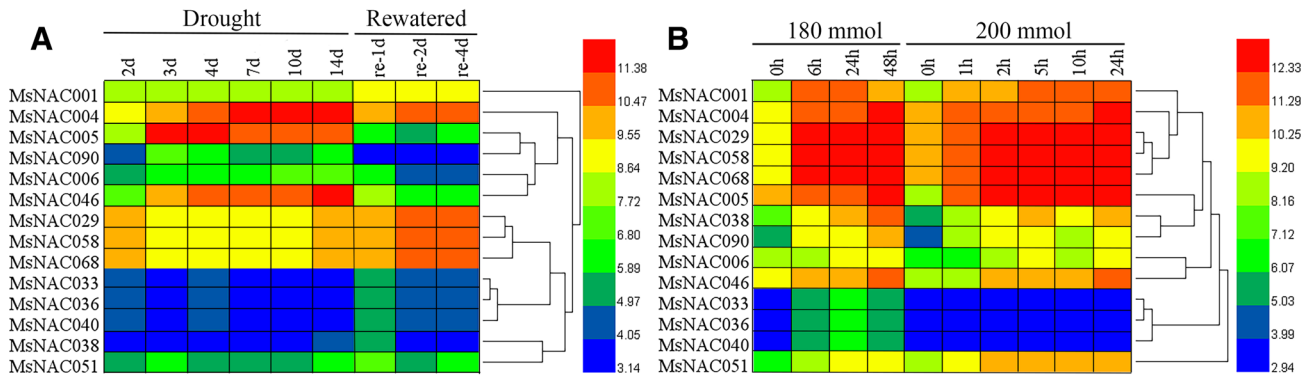 A
Drought Rewatered
2d 3d 4d 7d 10d 14d re-1d re-2d re-4d
MsNAC001
MsNAC004
MsNAC005
MsNAC090
MsNAC006
MsNAC046
MsNAC029
MsNAC058
MsNAC068
MsNAC033
MsNAC036
MsNAC040
MsNAC038
MsNAC051
11.38
10.47
9.55
8.64
7.72
6.80
5.89
4.97
4.05
3.14
B
180 mmol 200 mmol
0h 6h 24h 48h 0h 1h 2h 5h 10h 24h
MsNAC001
MsNAC004
MsNAC029
MsNAC058
MsNAC068
MsNAC005
MsNAC038
MsNAC090
MsNAC006
MsNAC046
MsNAC033
MsNAC036
MsNAC040
MsNAC051
12.33
11.29
10.25
9.20
8.16
7.12
6.07
5.03
3.99
2.94